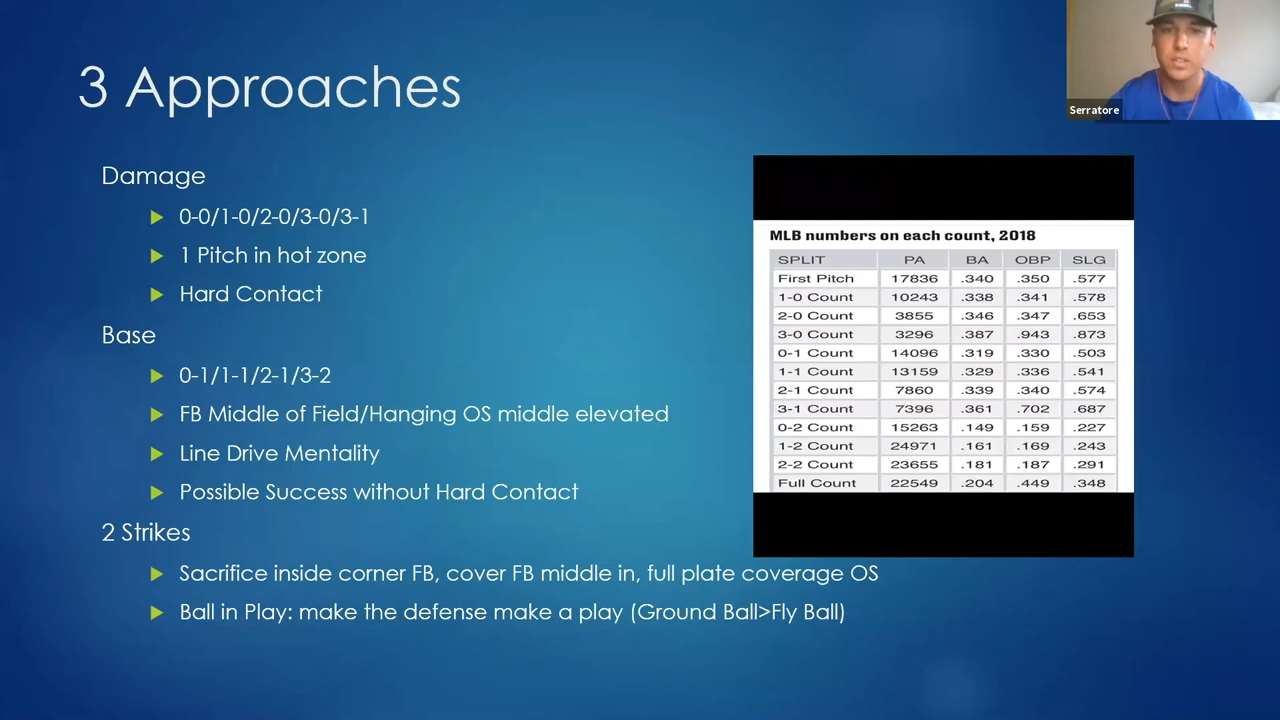 3 Approaches
Serratore
Damage
0-0/1-0/2-0/3-0/3-1
1 Pitch in hot zone
Hard Contact
Base
0-1/1-1/2-1/3-2
FB Middle of Field/Hanging OS middle elevated
Line Drive Mentality
Possible Success without Hard Contact
2 Strikes
Sacrifice inside corner FB, cover FB middle in, full plate coverage OS
Ball in Play: make the defense make a play (Ground Ball>Fly Ball)
MLB numbers on each count, 2018
SPLIT PA BA OBP SLG
First Pitch 17836 .340 .350 .577
1-0 Count 10243 .338 .341 .578
2-0 Count 3855 .346 .347 .653
3-0 Count 3296 .387 .943 .873
0-1 Count 14096 .319 .330 .503
1-1 Count 13159 .329 .336 .541
2-1 Count 7860 .339 .340 .574
3-1 Count 7396 .361 .702 .687
0-2 Count 15263 .149 .159 .227
1-2 Count 24971 .161 .169 .243
2-2 Count 23655 .181 .187 .291
Full Count 22549 .204 .449 .348